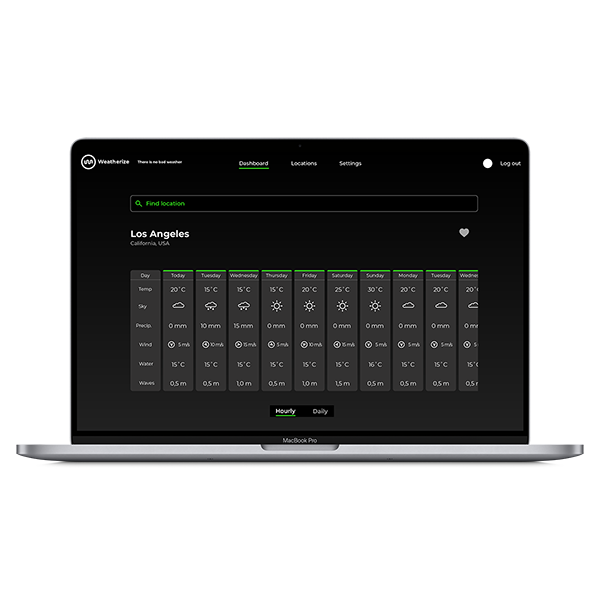 Weatherize There is no bad weather Dashboard Locations Settings Log out
Find location
Los Angeles
California, USA
Day Today Tuesday Wednesday Thursday Friday Saturday Sunday Monday Tuesday Wedne
Temp 20˚C 15˚C 15˚C 15˚C 20˚C 25˚C 30˚C 20˚C 20˚C 20˚C
Sky
Precip. 0 mm 10 mm 15 mm 0 mm 0 mm 0 mm 0 mm 0 mm 0 mm 0 mm
Wind 5 m/s 10 m/s 15 m/s 5 m/s 10 m/s 15 m/s 5 m/s 5 m/s 5 m/s 5 m/s
Water 15˚C 15˚C 15˚C 15˚C 15˚C 15˚C 16˚C 15˚C 15˚C 15˚C
Waves 0,5 m 0,5 m 1,0 m 0,5 m 1,0 m 1,5 m 0,5 m 0,5 m 0,5 m 0,5 m
Hourly Daily
MacBook Pro